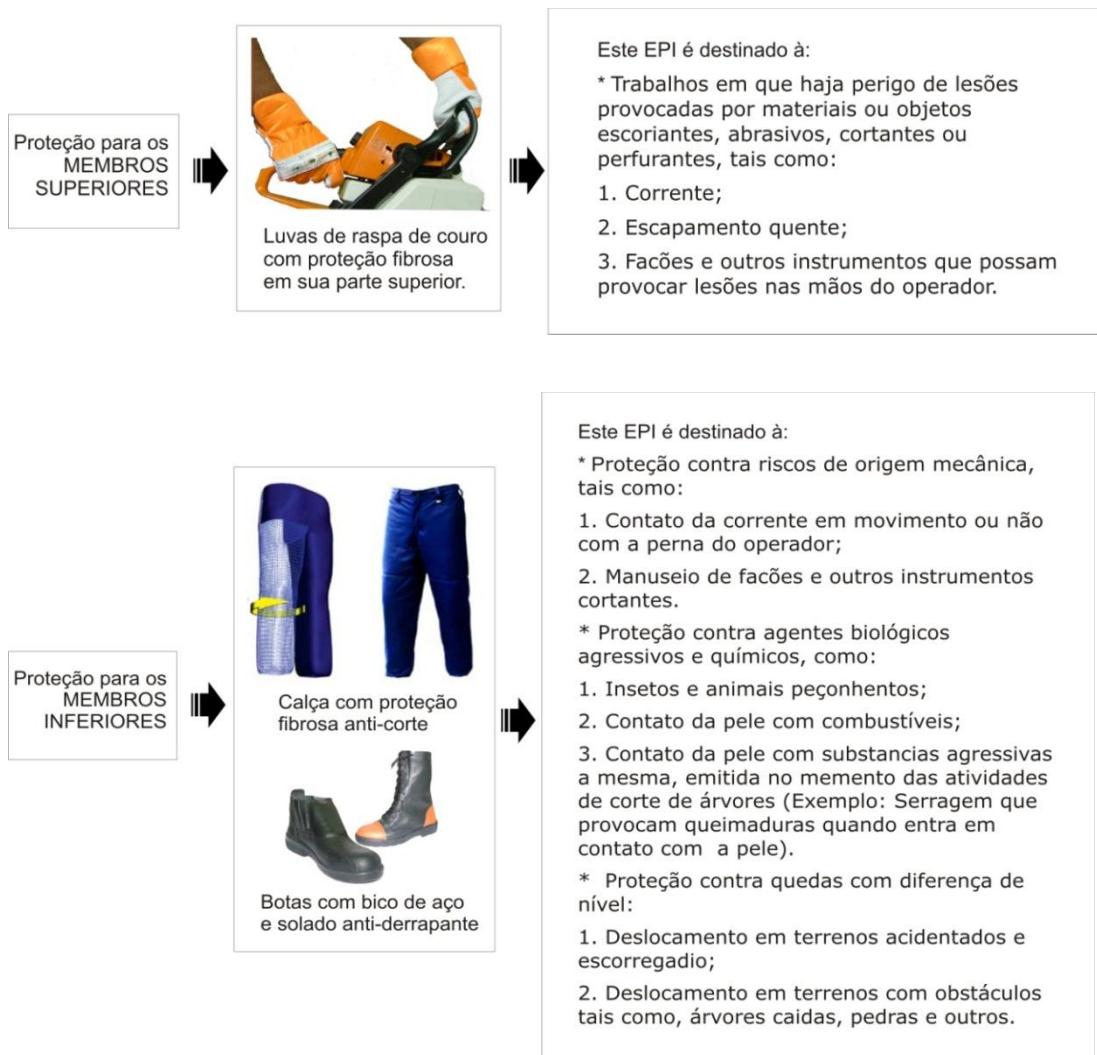 Proteção para os
MEMBROS
SUPERIORES
Luvas de raspa de couro
com proteção fibrosa
em sua parte superior.
Este EPI é destinado à:
* Trabalhos em que haja perigo de lesões
provocadas por materiais ou objetos
escoriantes, abrasivos, cortantes ou
perfurantes, tais como:
1. Corrente;
2. Escapamento quente;
3. Facões e outros instrumentos que possam
provocar lesões nas mãos do operador.
Proteção para os
MEMBROS
INFERIORES
Calça com proteção
fibrosa anti-corte
Botas com bico de aço
e solado anti-derrapante
Este EPI é destinado à:
* Proteção contra riscos de origem mecânica,
tais como:
1. Contato da corrente em movimento ou não
com a perna do operador;
2. Manuseio de facões e outros instrumentos
cortantes.
* Proteção contra agentes biológicos
agressivos e químicos, como:
1. Insetos e animais peçonhentos;
2. Contato da pele com combustíveis;
3. Contato da pele com substancias agressivas
a mesma, emitida no memento das atividades
de corte de árvores (Exemplo: Serragem que
provocam queimaduras quando entra em
contato com a pele).
* Proteção contra quedas com diferença de
nível:
1. Deslocamento em terrenos acidentados e
escorregadio;
2. Deslocamento em terrenos com obstáculos
tais como, árvores caidas, pedras e outros.